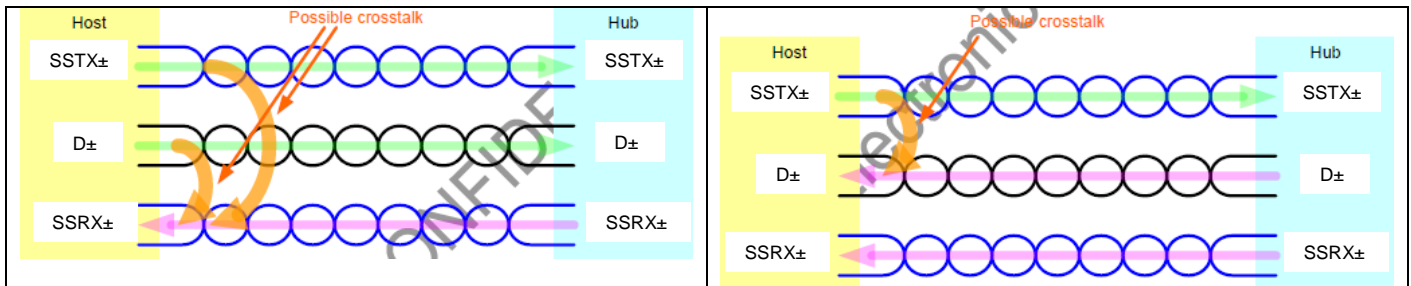 Possible crosstalk
Host
Hub
SSTX±
SSTX±
D±
D±
SSRX±
SSRX±
Possible crosstalk
Host
Hub
SSTX±
SSTX±
D±
D±
SSRX±
SSRX±